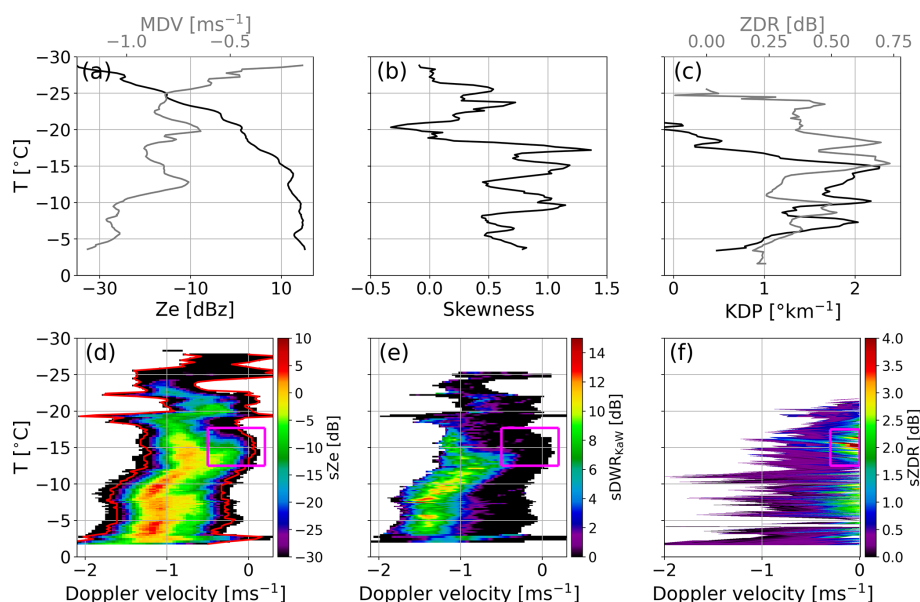 MDV [ms⁻¹]
−1.0 −0.5
ZDR [dB]
0.00 0.25 0.50 0.75
(a)
(b)
(c)
T [°C]
−30
−25
−20
−15
−10
−5
0
−30 −10 10
Ze [dBz]
−0.5 0.0 0.5 1.0 1.5
Skewness
0 1 2
KDP [°km⁻¹]
(d)
(e)
(f)
T [°C]
−30
−25
−20
−15
−10
−5
0
−2 −1 0
Doppler velocity [ms⁻¹]
10
5
0
−5
−10
−15
−20
−25
−30
sZe [dB]
−2 −1 0
Doppler velocity [ms⁻¹]
14
12
10
8
6
4
2
0
sDWR_KaW [dB]
−2 −1 0
Doppler velocity [ms⁻¹]
4.0
3.5
3.0
2.5
2.0
1.5
1.0
0.5
0.0
sZDR [dB]